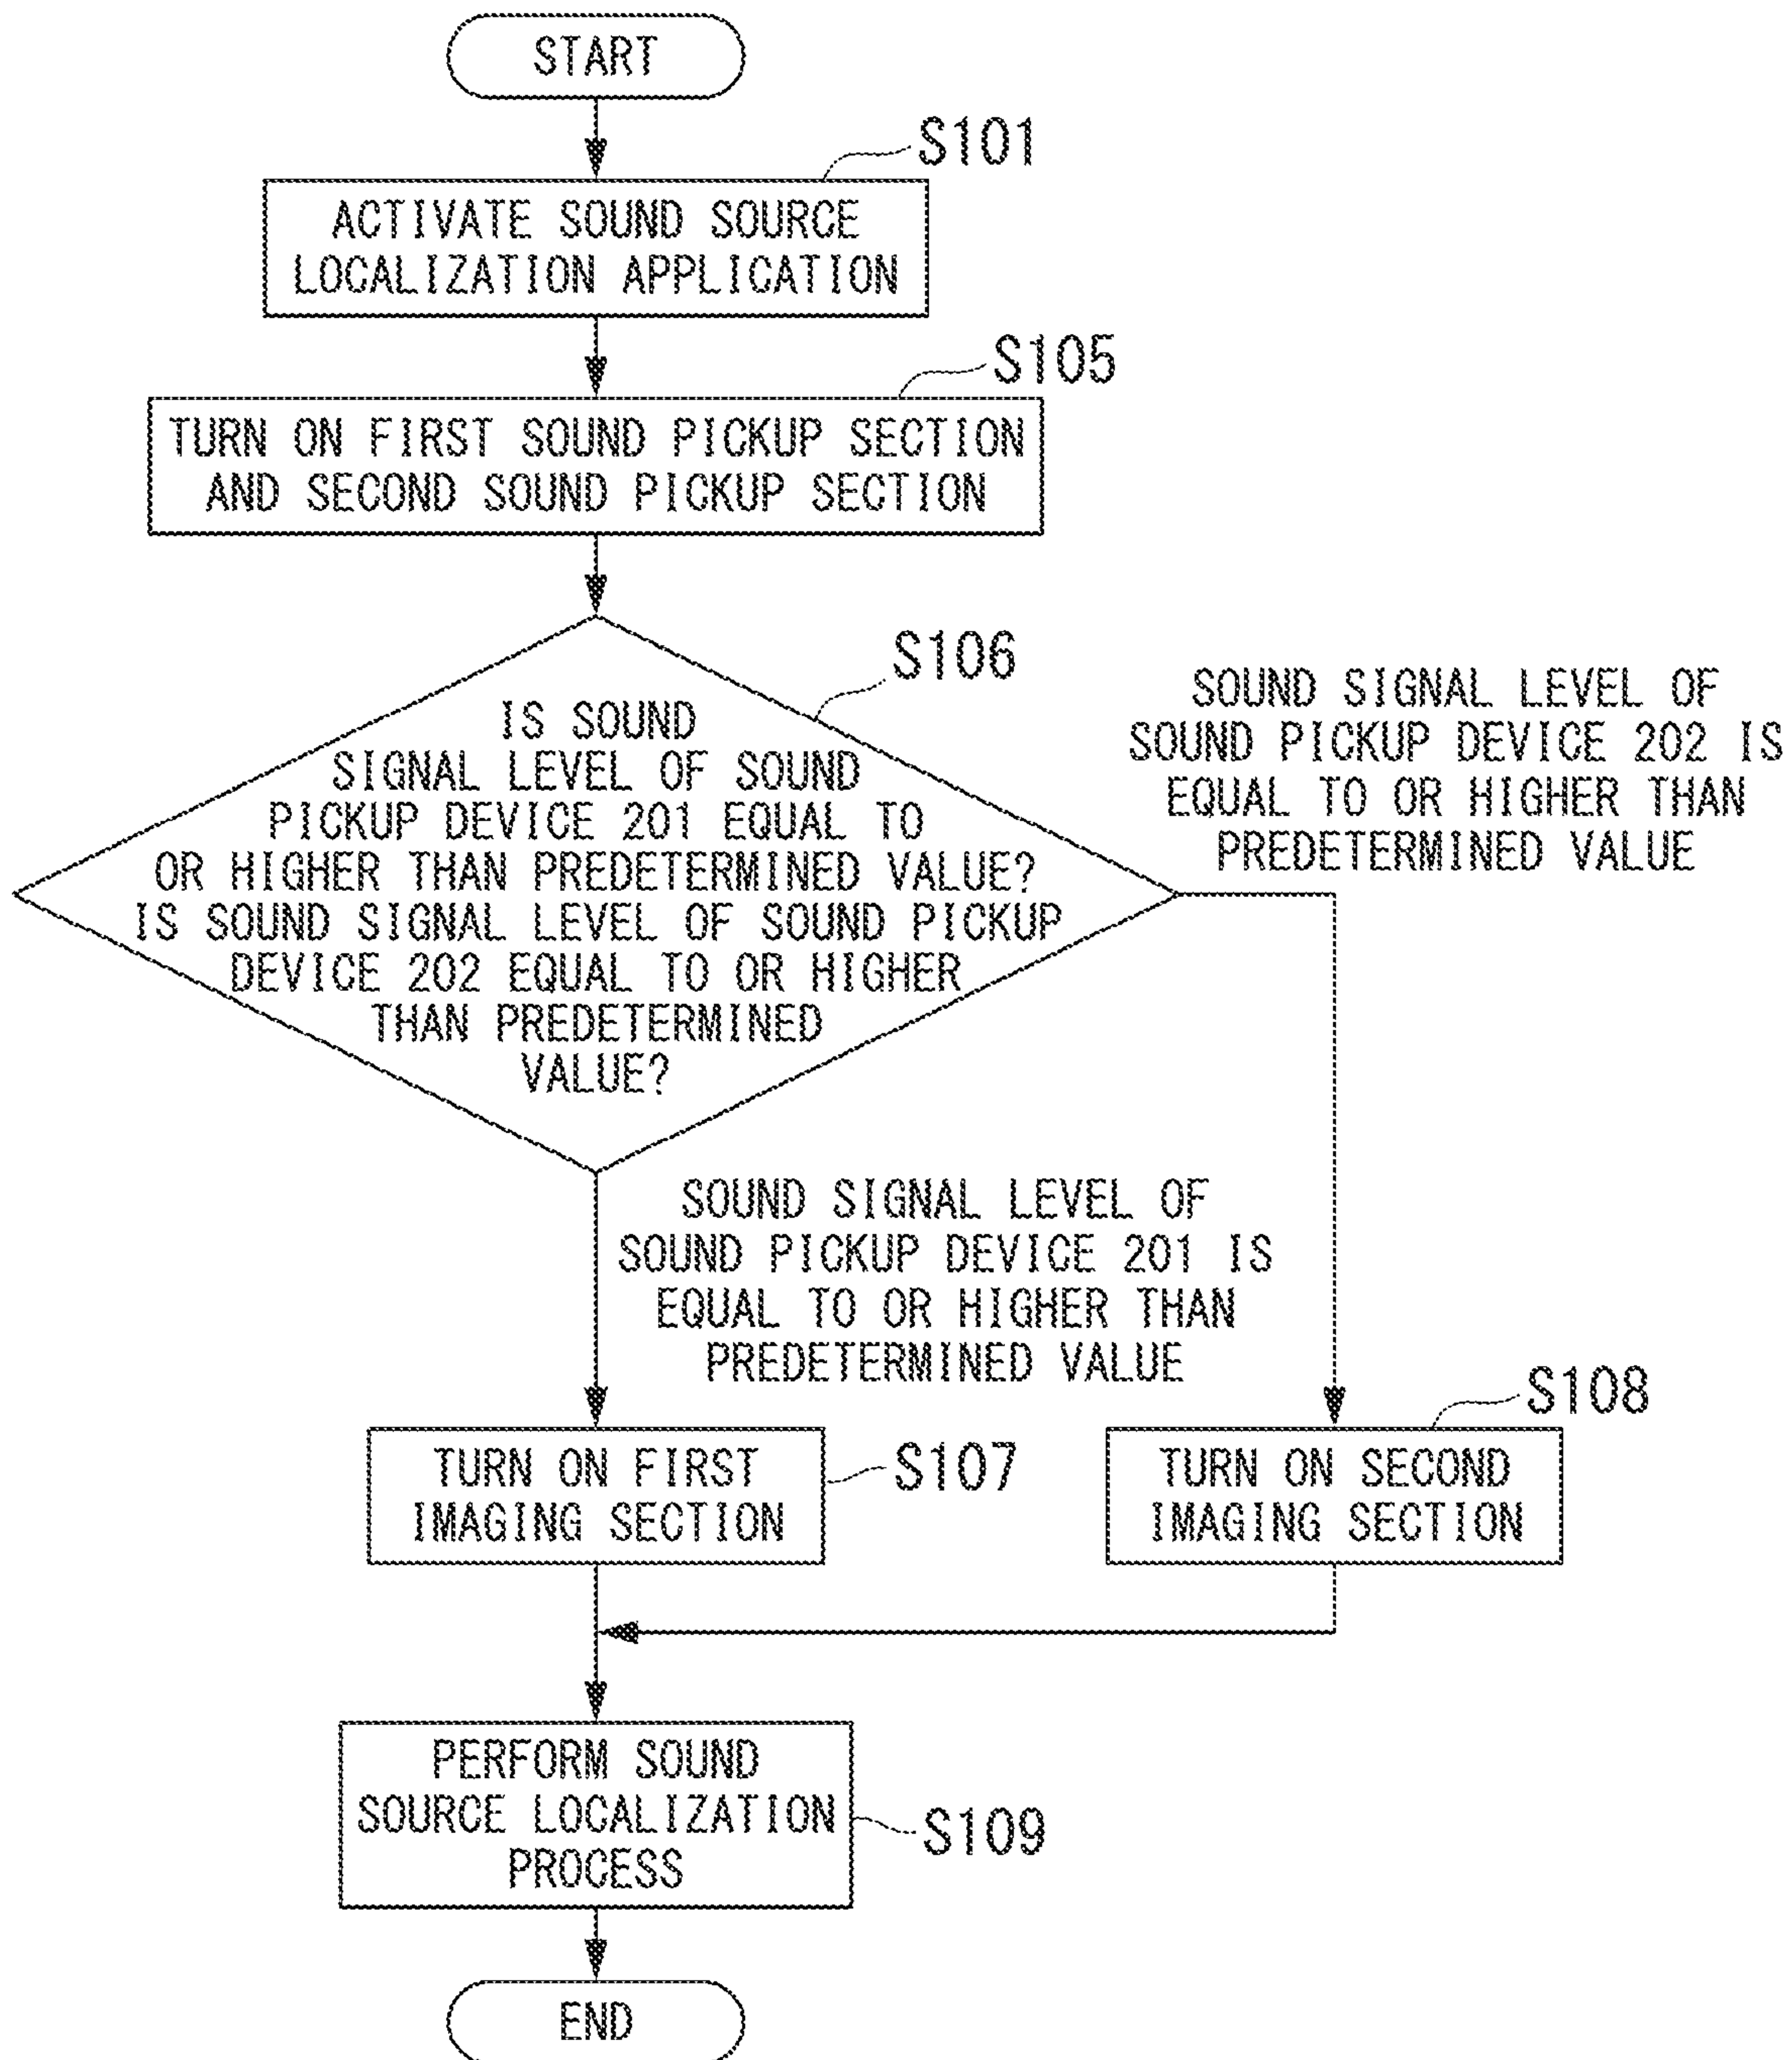 START
S101
ACTIVATE SOUND SOURCE
LOCALIZATION APPLICATION
S105
TURN ON FIRST SOUND PICKUP SECTION
AND SECOND SOUND PICKUP SECTION
S106
IS SOUND
SIGNAL LEVEL OF SOUND
PICKUP DEVICE 201 EQUAL TO
OR HIGHER THAN PREDETERMINED VALUE?
IS SOUND SIGNAL LEVEL OF SOUND PICKUP
DEVICE 202 EQUAL TO OR HIGHER
THAN PREDETERMINED
VALUE?
SOUND SIGNAL LEVEL OF
SOUND PICKUP DEVICE 202 IS
EQUAL TO OR HIGHER THAN
PREDETERMINED VALUE
SOUND SIGNAL LEVEL OF
SOUND PICKUP DEVICE 201 IS
EQUAL TO OR HIGHER THAN
PREDETERMINED VALUE
TURN ON FIRST
IMAGING SECTION
S107
S108
TURN ON SECOND
IMAGING SECTION
PERFORM SOUND
SOURCE LOCALIZATION
PROCESS
S109
END